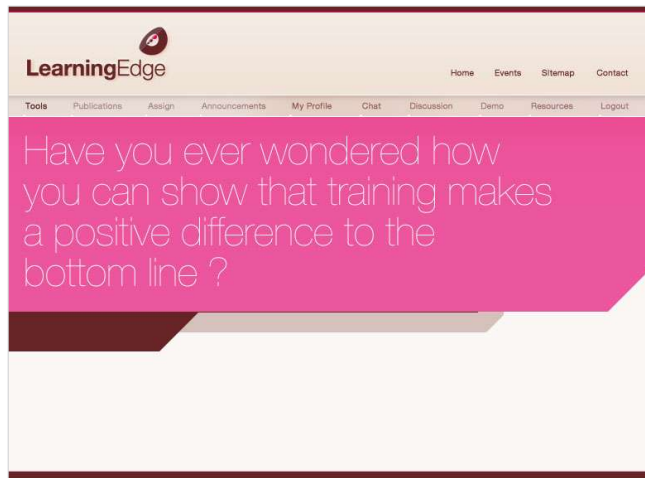 LearningEdge
Home Events Sitemap Contact
Tools Publications Assign Announcements My Profile Chat Discussion Demo Resources Logout
Have you ever wondered how
you can show that training makes
a positive difference to the
bottom line ?